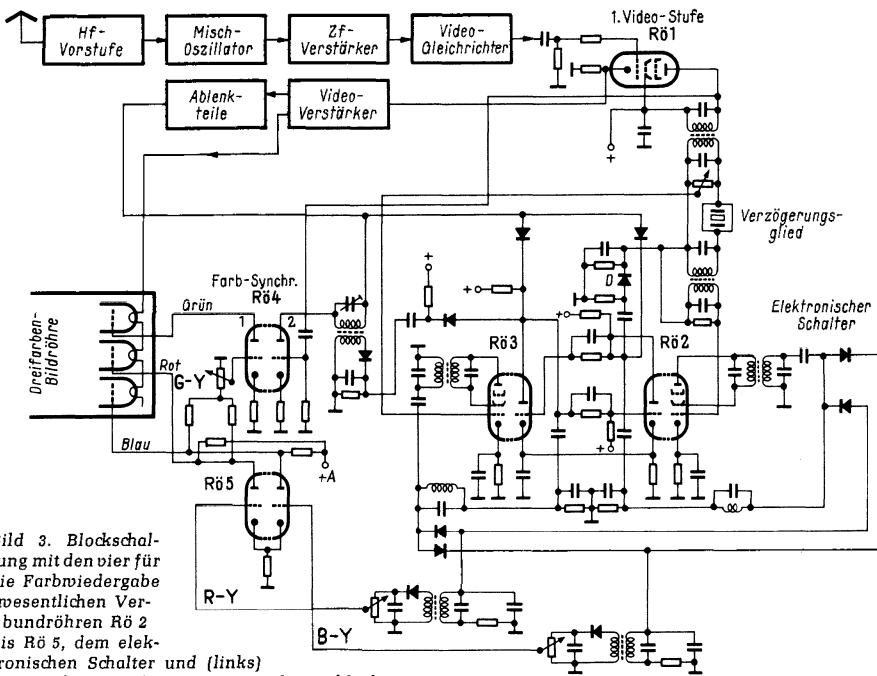 Hf-
Vorstufe
Misch-
Oszillator
Zf-
Verstärker
Video-
Gleichrichter
1. Video-Stufe
Rö1
Ablenk-
teile
Video-
Verstärker
+
Verzögerungs-
glied
Farb-Synchr.
Rö4
1
2
+
+
D
+
Elektronischer
Schalter
Rö3
Rö2
Dreifarben-
Bildröhre
Grün
Rot
Blau
G-Y
+
+A
Rö5
R-Y
B-Y
ild 3. Blockschal-
ung mit den vier für
ie Farbwiedergabe
wesentlichen Ver-
bundröhren Rö 2
is Rö 5, dem elek-
ronischen Schalter und (links)